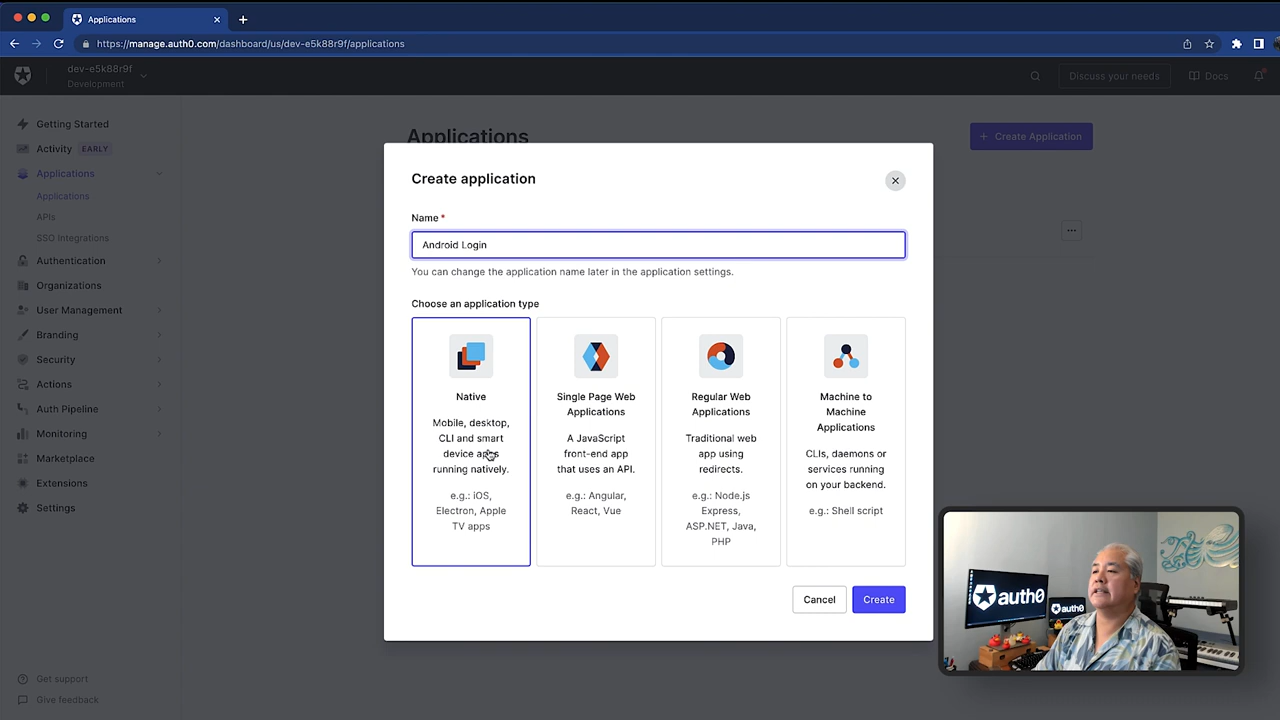 Applications
https://manage.auth0.com/dashboard/us/dev-e5k88r9f/applications
dev-e5k88r9f
Development
Discuss your needs
Docs
Getting Started
Activity
EARLY
Applications
Applications
APIs
SSO Integrations
Authentication
Organizations
User Management
Branding
Security
Actions
Auth Pipeline
Monitoring
Marketplace
Extensions
Settings
Get support
Give feedback
Applications
+ Create Application
Create application
Name *
Android Login
You can change the application name later in the application settings.
Choose an application type
Native
Mobile, desktop,
CLI and smart
device apps
running natively.
e.g.: iOS,
Electron, Apple
TV apps
Single Page Web
Applications
A JavaScript
front-end app
that uses an API.
e.g.: Angular,
React, Vue
Regular Web
Applications
Traditional web
app using
redirects.
e.g.: Node.js
Express,
ASP.NET, Java,
PHP
Machine to
Machine
Applications
CLIs, daemons or
services running
on your backend.
e.g.: Shell script
Cancel
Create
auth0
auth0